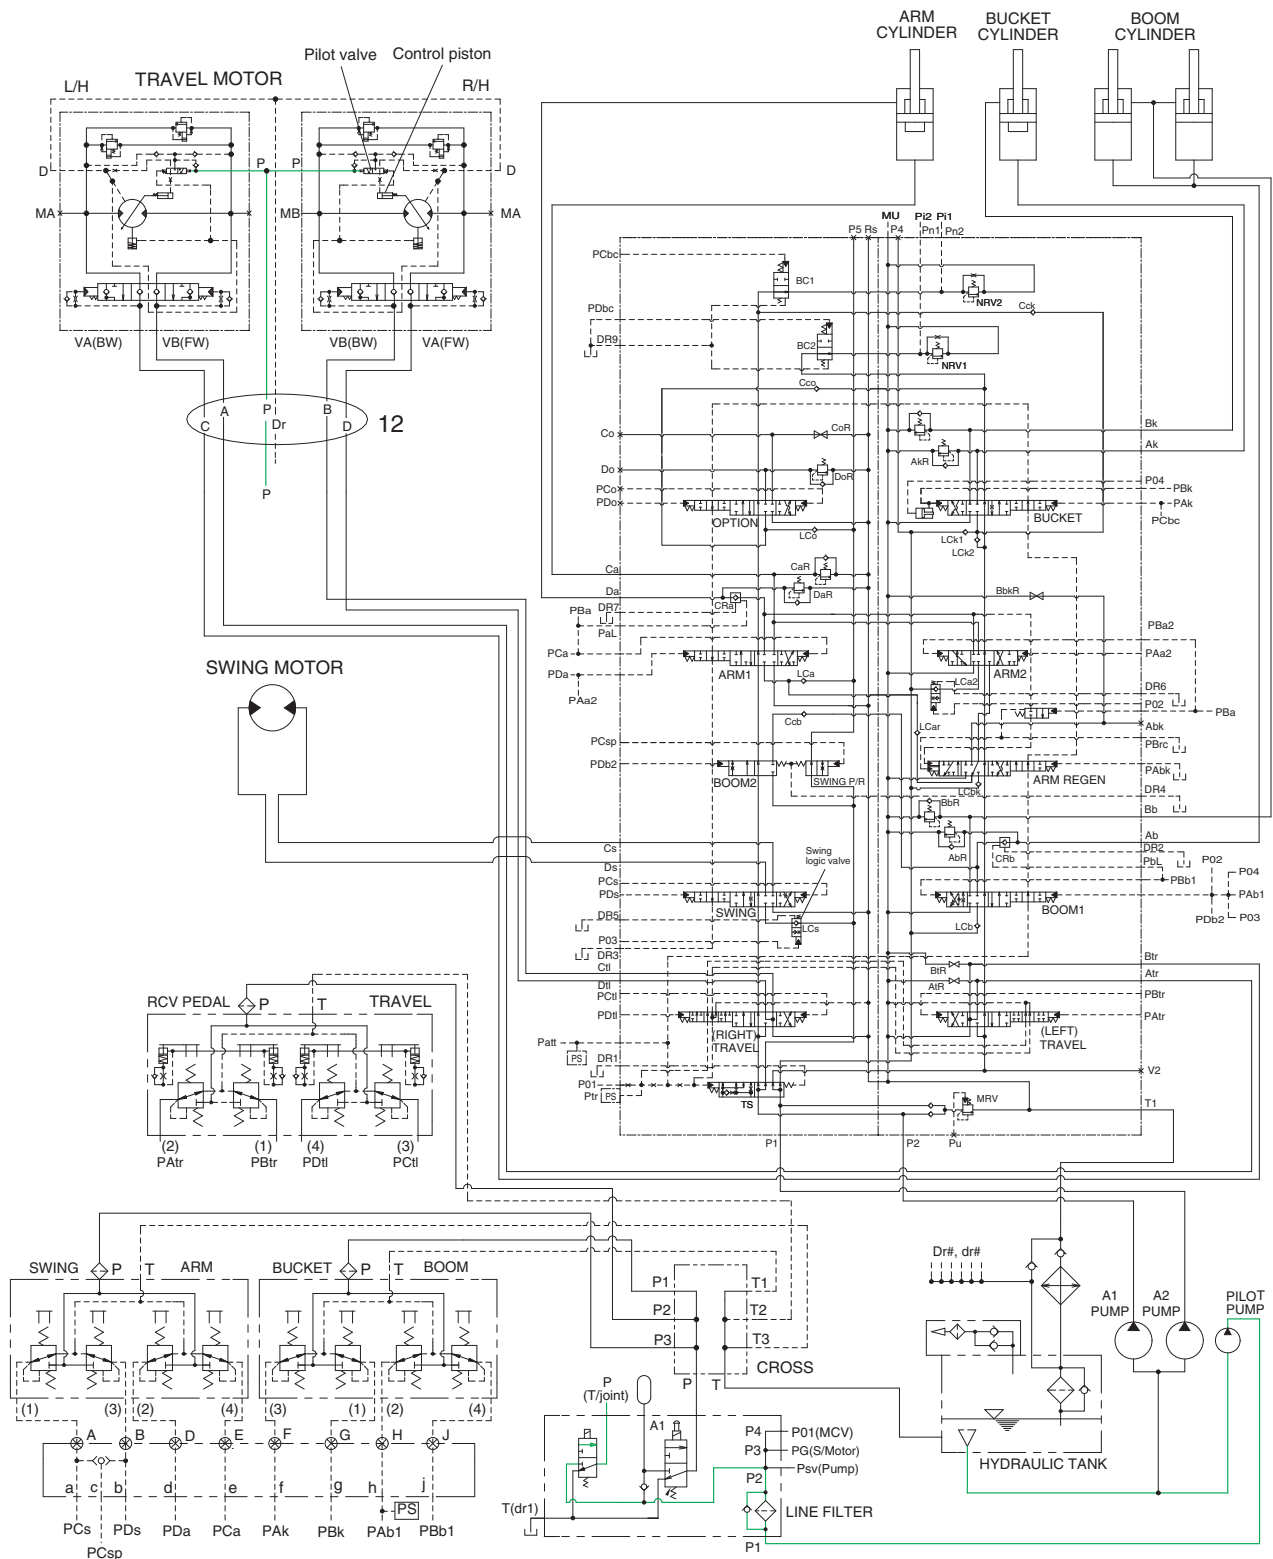 ARM
CYLINDER
BUCKET
CYLINDER
BOOM
CYLINDER
Pilot valve
Control piston
L/H
TRAVEL MOTOR
R/H
D
P
P
D
MA
MB
MA
VA(BW)
VB(FW)
VB(BW)
VA(FW)
A
P
B
C
Dr
D
12
P
P5
Rs
MU
P4
Pi2
Pn1
Pi1
Pn2
PCbc
BC1
NRV2
Cck
PDbc
DR9
BC2
NRV1
Cco
Co
CoR
Bk
Do
DoR
AkR
Ak
PCo
P04
PBk
PDo
PAk
OPTION
BUCKET
PCbc
LCo
LCk1
LCk2
Ca
CaR
Da
CRa
DaR
BbkR
PBa
DR7
PaL
PBa2
PCa
PAa2
ARM1
ARM2
PDa
LCa
LCa2
DR6
PAa2
P02
PBa
Ccb
LCar
Abk
PCsp
PBrc
PDb2
PAbk
BOOM2
SWING P/R
ARM REGEN
LCbk
DR4
BbR
Bb
SWING MOTOR
Cs
Swing
logic valve
AbR
CRb
Ab
DR2
Ds
PbL
P02
PCs
PBb1
P04
PDs
PAb1
SWING
BOOM1
DR5
LCs
LCb
PDb2
P03
P03
DR3
Ctl
BtR
Btr
Dtl
AtR
Atr
PCtl
PBtr
PDtl
PAtr
(RIGHT)
TRAVEL
(LEFT)
TRAVEL
Patt
PS
DR1
P01
Ptr
PS
TS
V2
MRV
T1
P1
P2
Pu
RCV PEDAL
P
T
TRAVEL
(2)
(1)
(4)
(3)
PAtr
PBtr
PDtl
PCtl
SWING
P
T
ARM
BUCKET
P
T
BOOM
(1)
(3)
(2)
(4)
(3)
(1)
(2)
(4)
A
B
D
E
F
G
H
J
a
c
b
d
e
f
g
h
j
PS
PCs
PDs
PDa
PCa
PAk
PBk
PAb1
PBb1
PCsp
P1
T1
P2
T2
P3
T3
CROSS
P
T
P
(T/joint)
A1
P4
P01(MCV)
P3
PG(S/Motor)
Psv(Pump)
P2
T(dr1)
LINE FILTER
P1
Dr#, dr#
A1
PUMP
A2
PUMP
PILOT
PUMP
HYDRAULIC TANK